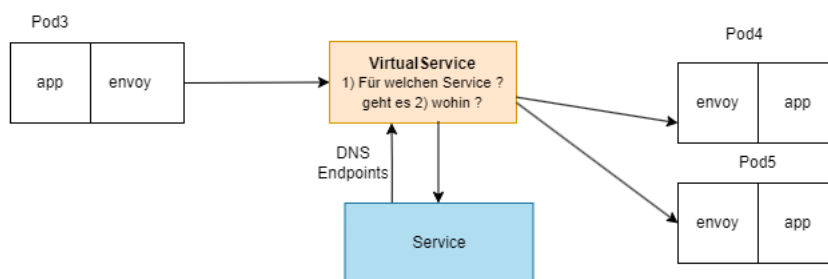 Pod3
app
envoy
VirtualService
1) Für welchen Service ?
geht es 2) wohin ?
DNS
Endpoints
Service
Pod4
envoy
app
Pod5
envoy
app